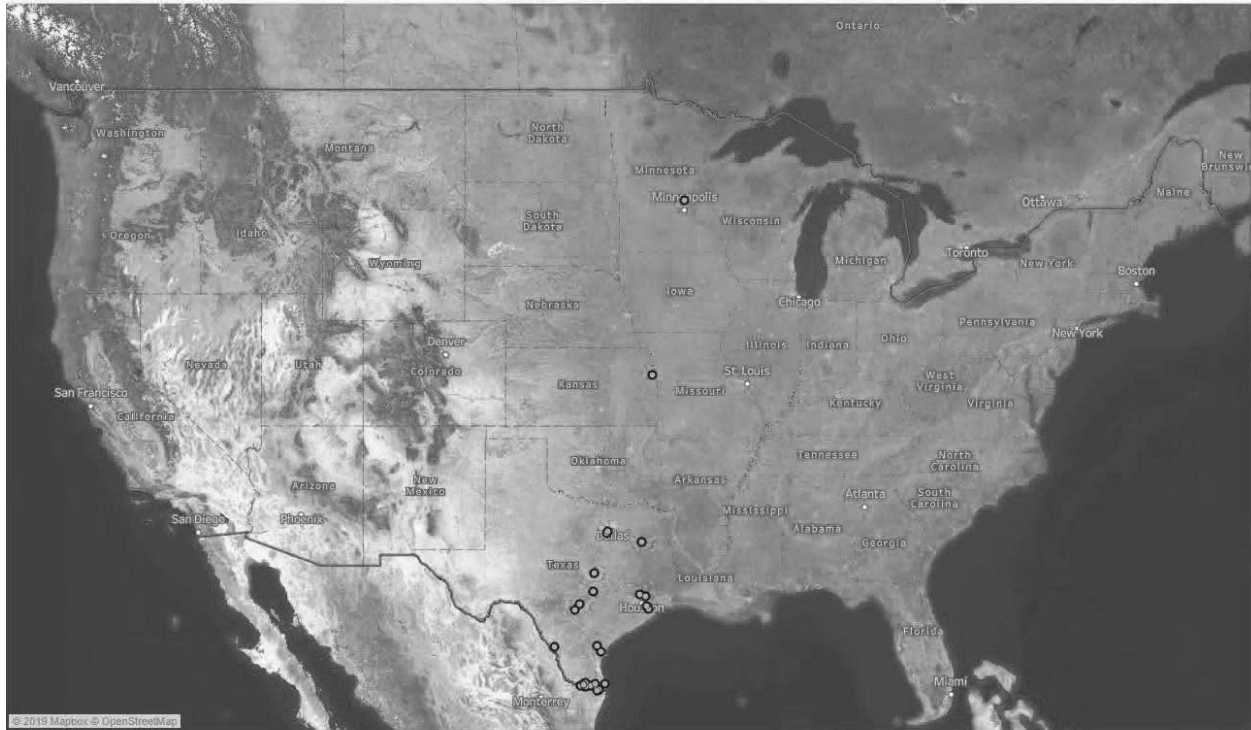 Ontario
Vancouver
Washington
North
Dakota
Montana
Minnesota
New
Brunswick
Maine
Minneapolis
Ottawa
South
Dakota
Wisconsin
Oregon
Idaho
Toronto
Michigan
New York
Wyoming
Boston
Iowa
Chicago
Nebraska
Pennsylvania
New York
Denver
Illinois
Indiana
Ohio
Nevada
Utah
Colorado
St. Louis
West
Virginia
Kansas
San Francisco
Missouri
Kentucky
Virginia
California
Tennessee
North
Carolina
Oklahoma
Arizona
New
Mexico
Arkansas
Atlanta
South
Carolina
Mississippi
San Diego
Phoenix
Alabama
Dallas
Georgia
Texas
Louisiana
Houston
Florida
Miami
Monterrey
© 2019 Mapbox © OpenStreetMap